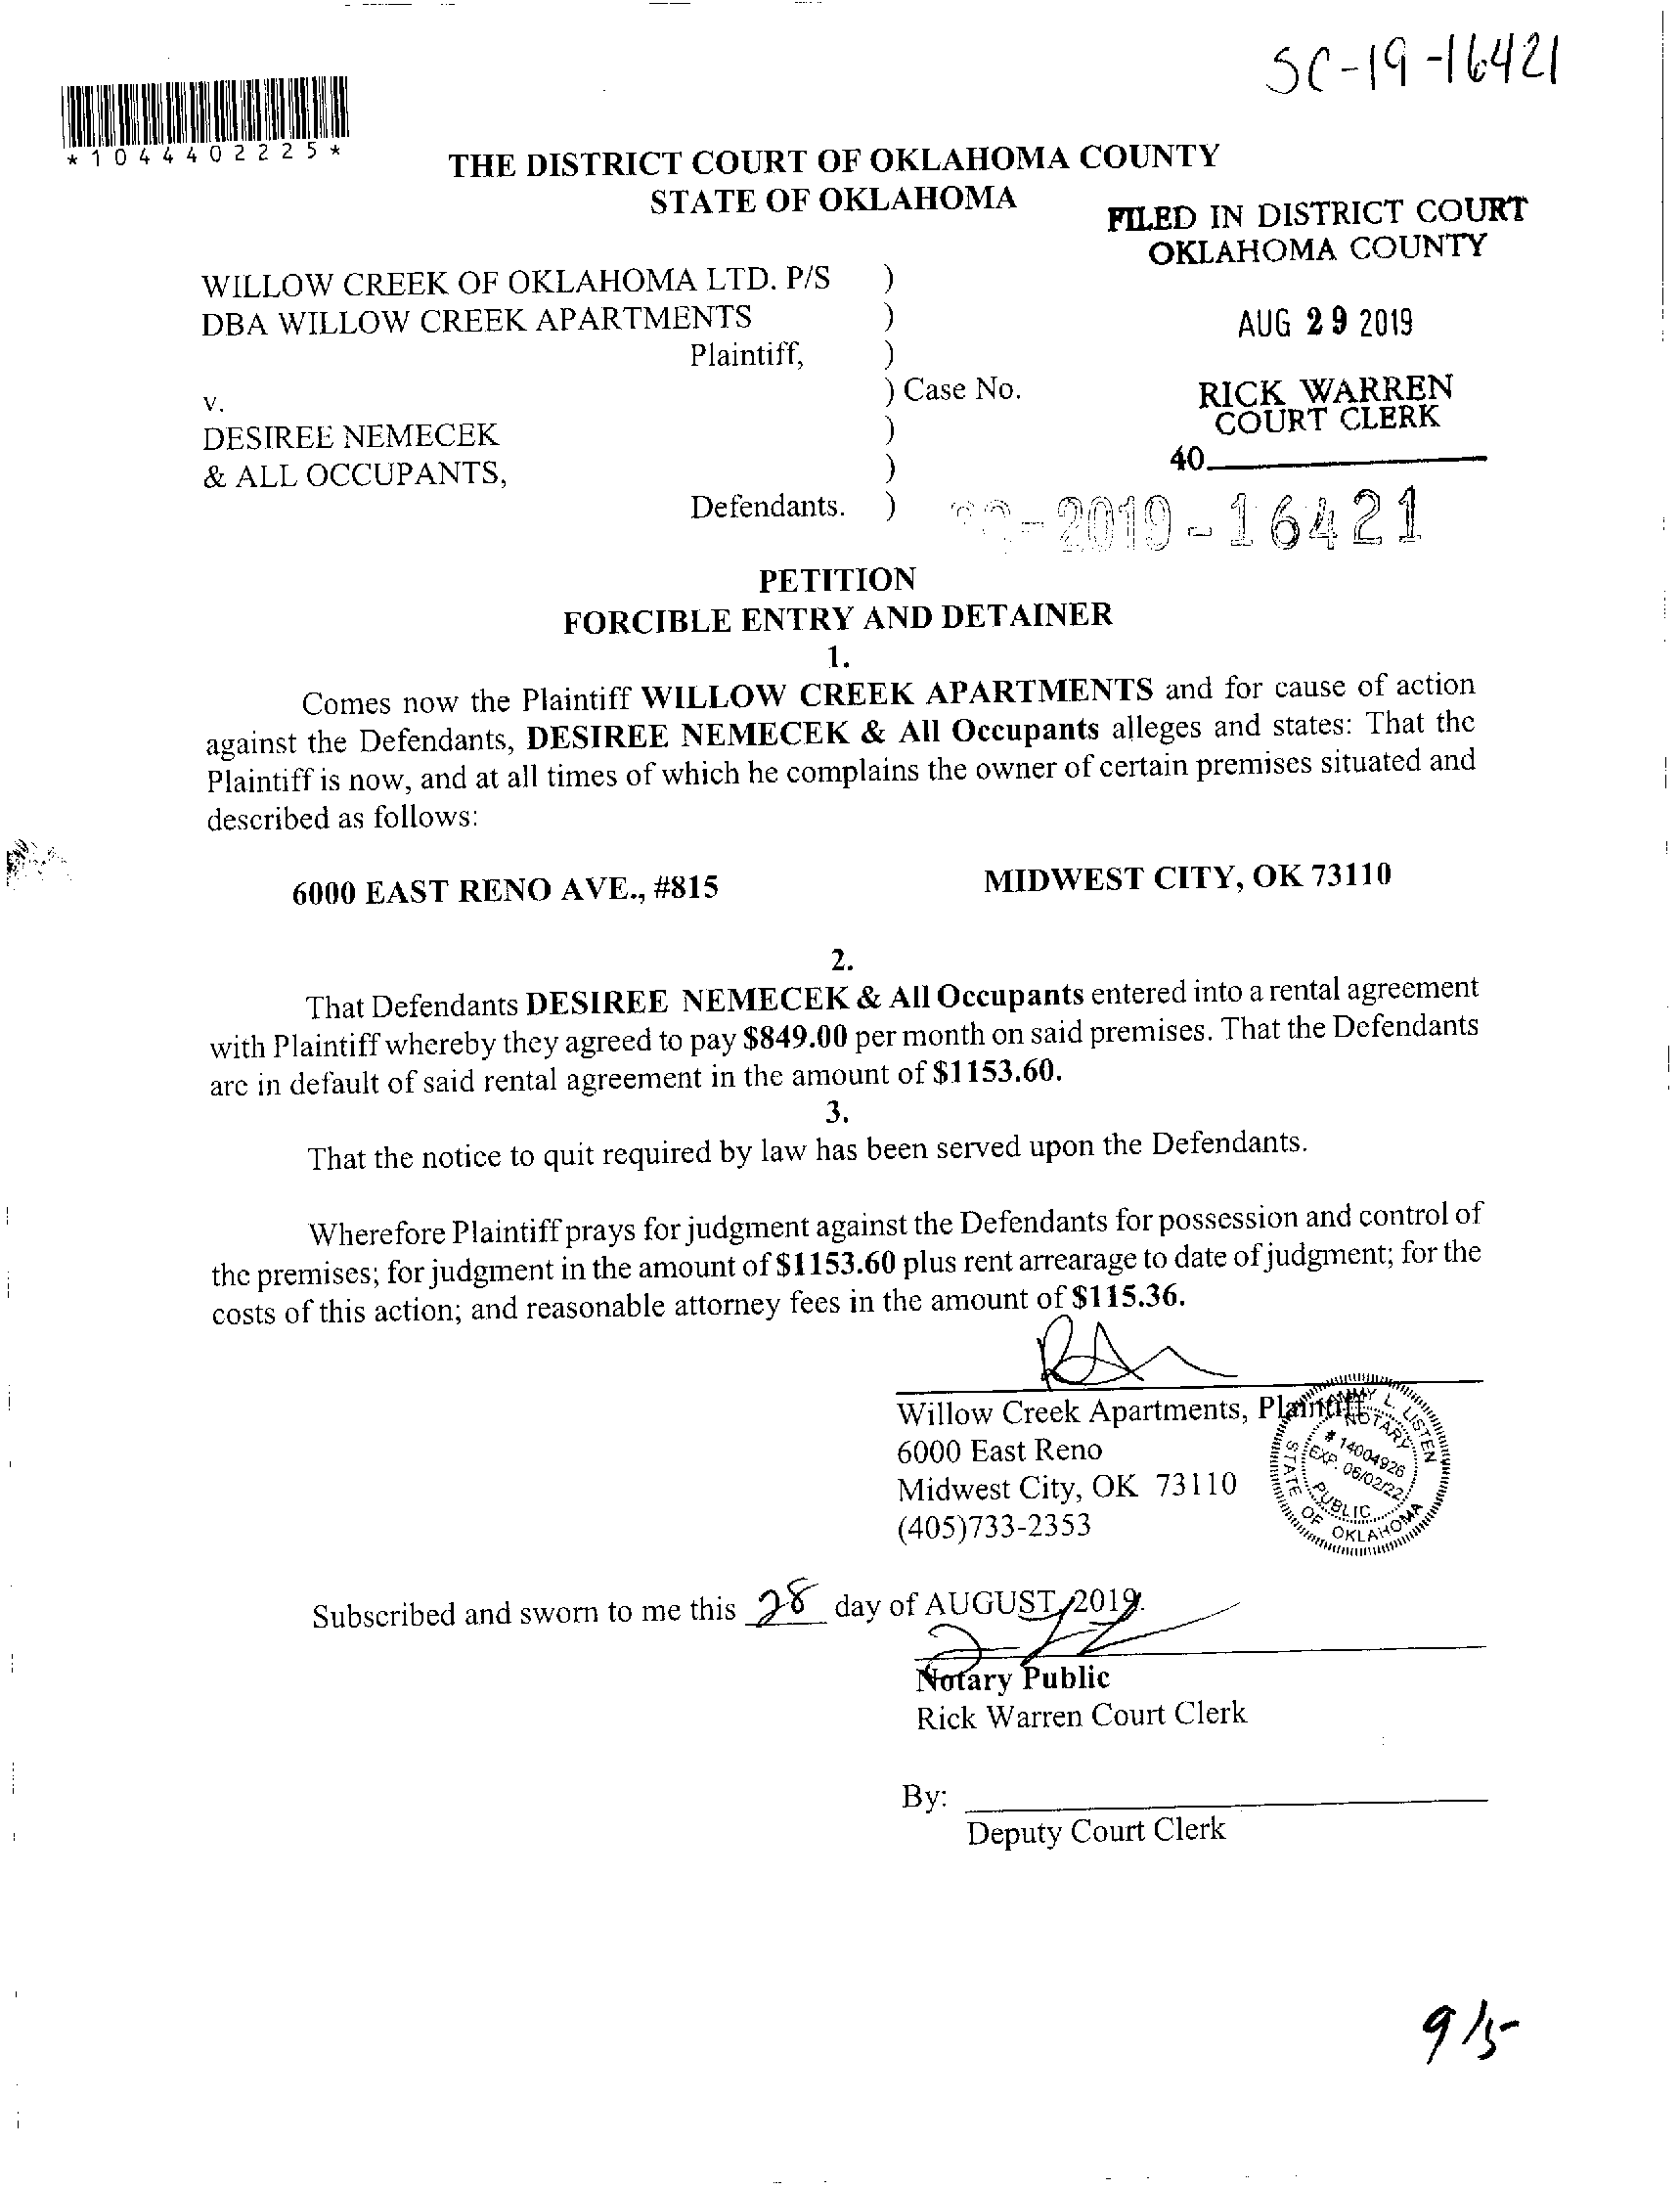 SC-19-16421
*1044402225*
THE DISTRICT COURT OF OKLAHOMA COUNTY
STATE OF OKLAHOMA
FILED IN DISTRICT COURT
OKLAHOMA COUNTY
WILLOW CREEK OF OKLAHOMA LTD. P/S )
DBA WILLOW CREEK APARTMENTS )
AUG 29 2019
Plaintiff, )
) Case No.
RICK WARREN
COURT CLERK
v.
DESIREE NEMECEK )
40
& ALL OCCUPANTS, )
Defendants. )
-2019-16421
PETITION
FORCIBLE ENTRY AND DETAINER
1.
Comes now the Plaintiff WILLOW CREEK APARTMENTS and for cause of action
against the Defendants, DESIREE NEMECEK & All Occupants alleges and states: That the
Plaintiff is now, and at all times of which he complains the owner of certain premises situated and
described as follows:
6000 EAST RENO AVE., #815 MIDWEST CITY, OK 73110
2.
That Defendants DESIREE NEMECEK & All Occupants entered into a rental agreement
with Plaintiff whereby they agreed to pay $849.00 per month on said premises. That the Defendants
are in default of said rental agreement in the amount of $1153.60.
3.
That the notice to quit required by law has been served upon the Defendants.
Wherefore Plaintiff prays for judgment against the Defendants for possession and control of
the premises; for judgment in the amount of $1153.60 plus rent arrearage to date of judgment; for the
costs of this action; and reasonable attorney fees in the amount of $115.36.
Willow Creek Apartments, Plaintiff
6000 East Reno
Midwest City, OK 73110
(405)733-2353
L. LISTEN
NOTARY
# 14004926
EXP. 06/02/22
PUBLIC
STATE OF OKLAHOMA
Subscribed and sworn to me this 28 day of AUGUST, 2019.
Notary Public
Rick Warren Court Clerk
By:
Deputy Court Clerk
9/5